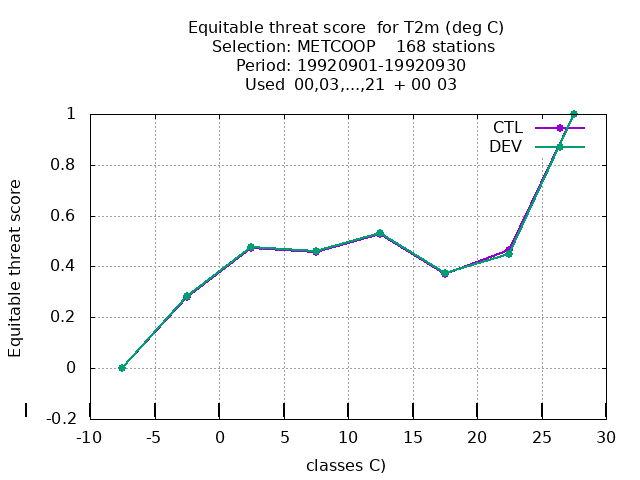 Equitable threat score  for T2m (deg C)
Selection: METCOOP    168 stations
Period: 19920901-19920930
Used  00,03,...,21  + 00 03
CTL
DEV
1
0.8
0.6
0.4
0.2
0
-0.2
-10
-5
0
5
10
15
20
25
30
Equitable threat score
classes C)